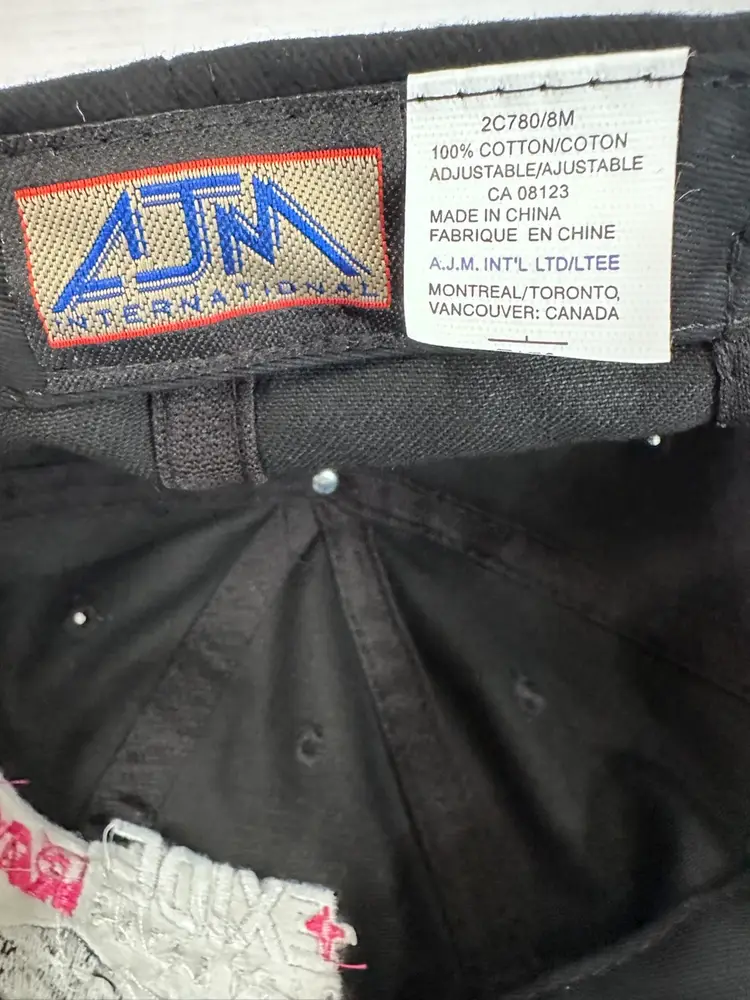 AJM
INTERNATIONAL
2C780/8M
100% COTTON/COTON
ADJUSTABLE/AJUSTABLE
CA 08123
MADE IN CHINA
FABRIQUE EN CHINE
A.J.M. INT'L LTD/LTEE
MONTREAL/TORONTO,
VANCOUVER: CANADA
EXIDE